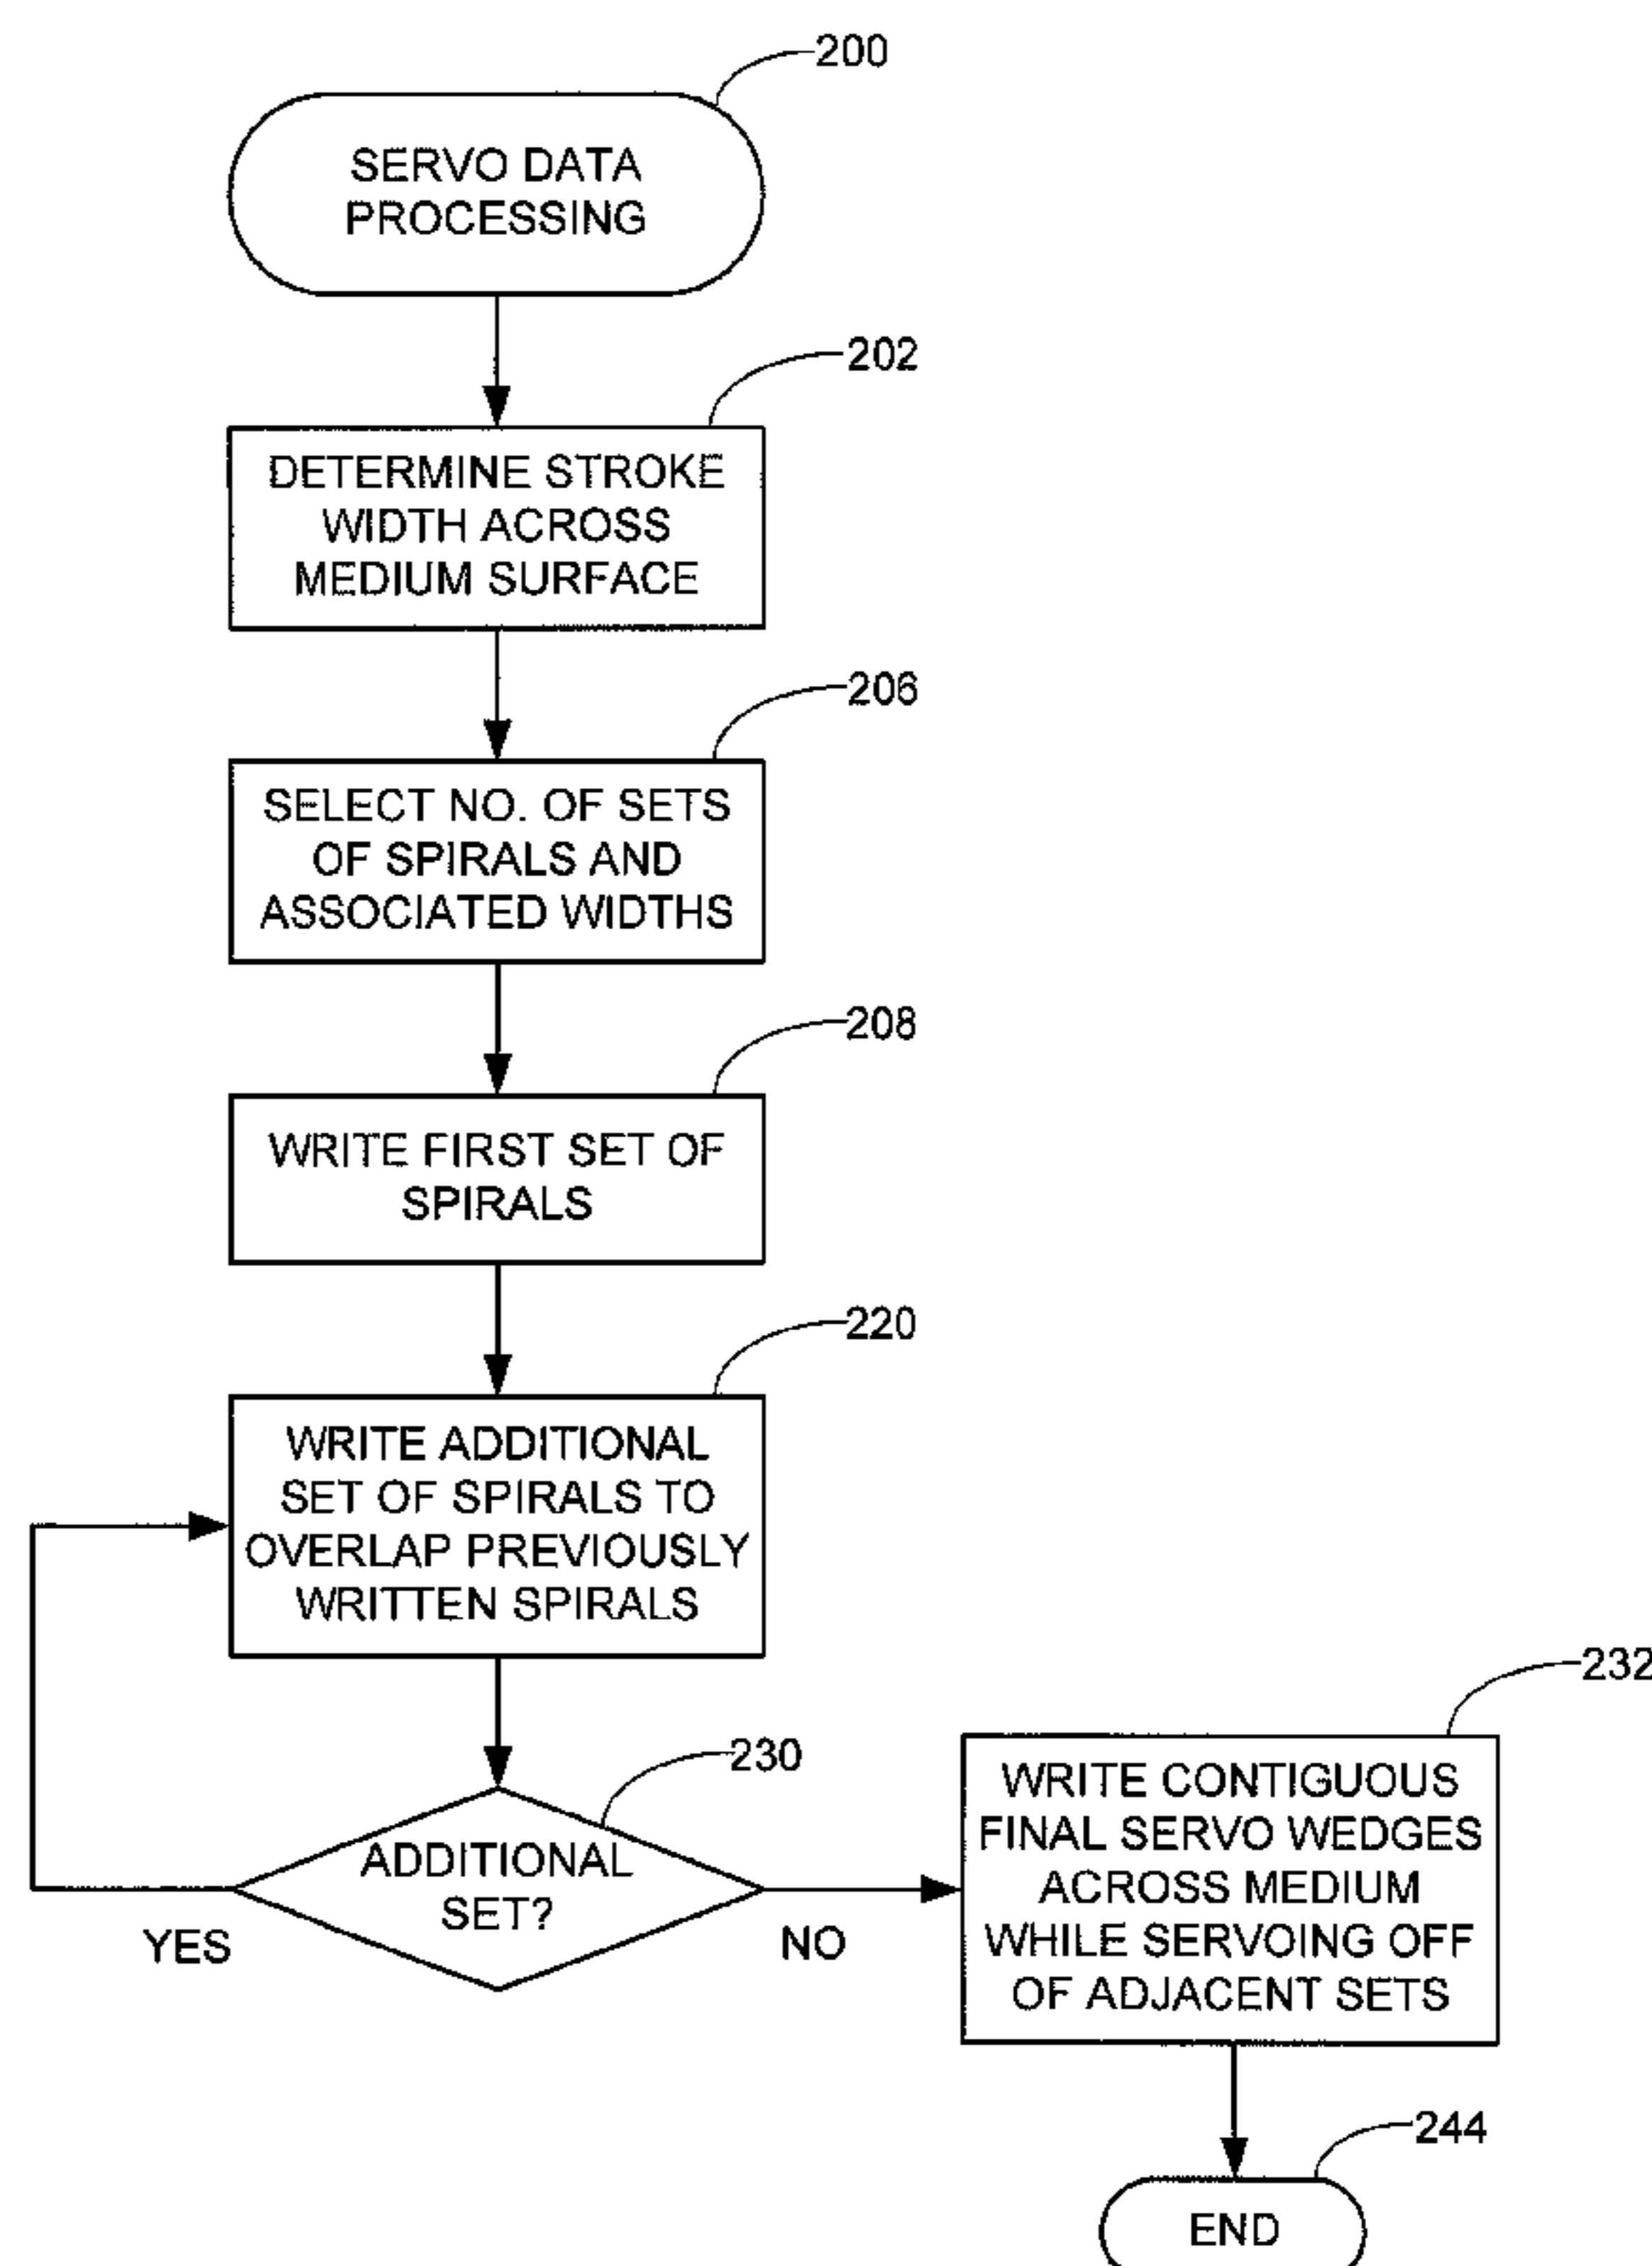 200
SERVO DATA
PROCESSING
202
DETERMINE STROKE
WIDTH ACROSS
MEDIUM SURFACE
206
SELECT NO. OF SETS
OF SPIRALS AND
ASSOCIATED WIDTHS
208
WRITE FIRST SET OF
SPIRALS
220
WRITE ADDITIONAL
SET OF SPIRALS TO
OVERLAP PREVIOUSLY
WRITTEN SPIRALS
230
ADDITIONAL
SET?
YES
NO
232
WRITE CONTIGUOUS
FINAL SERVO WEDGES
ACROSS MEDIUM
WHILE SERVOING OFF
OF ADJACENT SETS
244
END